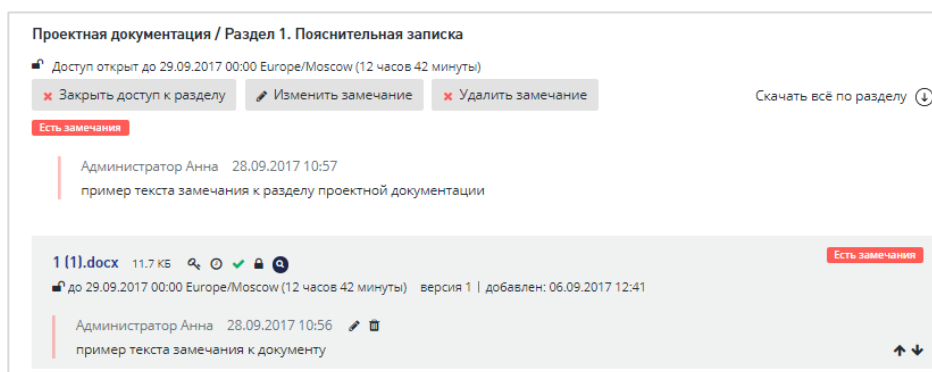 Проектная документация / Раздел 1. Пояснительная записка
Доступ открыт до 29.09.2017 00:00 Europe/Moscow (12 часов 42 минуты)
Закрыть доступ к разделу Изменить замечание Удалить замечание Скачать всё по разделу
Есть замечания
Администратор Анна 28.09.2017 10:57
пример текста замечания к разделу проектной документации
1 (1).docx 11.7 КБ Есть замечания
до 29.09.2017 00:00 Europe/Moscow (12 часов 42 минуты) версия 1 | добавлен: 06.09.2017 12:41
Администратор Анна 28.09.2017 10:56
пример текста замечания к документу